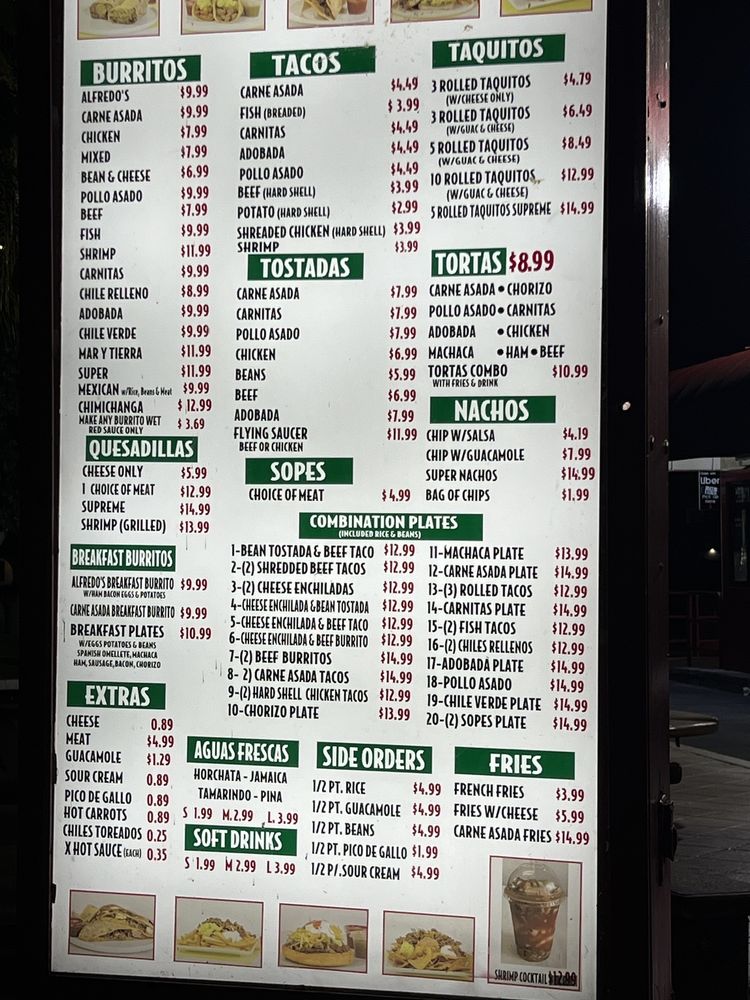 BURRITOS
ALFREDO'S $9.99
CARNE ASADA $9.99
CHICKEN $7.99
MIXED $7.99
BEAN & CHEESE $6.99
POLLO ASADO $9.99
BEEF $7.99
FISH $9.99
SHRIMP $11.99
CARNITAS $9.99
CHILE RELLENO $8.99
ADOBADA $9.99
CHILE VERDE $9.99
MAR Y TIERRA $11.99
SUPER $11.99
MEXICAN w/Rice, Beans & Meat $9.99
CHIMICHANGA $12.99
MAKE ANY BURRITO WET $3.69
RED SAUCE ONLY
QUESADILLAS
CHEESE ONLY $5.99
1 CHOICE OF MEAT $12.99
SUPREME $14.99
SHRIMP (GRILLED) $13.99
BREAKFAST BURRITOS
ALFREDO'S BREAKFAST BURRITO $9.99
W/HAM BACON EGGS & POTATOES
CARNE ASADA BREAKFAST BURRITO $9.99
BREAKFAST PLATES $10.99
W/EGGS POTATOES & BEANS
SPANISH OMELLETE, MACHACA
HAM, SAUSAGE, BACON, CHORIZO
EXTRAS
CHEESE 0.89
MEAT $4.99
GUACAMOLE $1.29
SOUR CREAM 0.89
PICO DE GALLO 0.89
HOT CARROTS 0.89
CHILES TOREADOS 0.25
X HOT SAUCE (EACH) 0.35
TACOS
CARNE ASADA $4.49
FISH (BREADED) $3.99
CARNITAS $4.49
ADOBADA $4.49
POLLO ASADO $4.49
BEEF (HARD SHELL) $3.99
POTATO (HARD SHELL) $2.99
SHREADED CHICKEN (HARD SHELL) $3.99
SHRIMP $3.99
TOSTADAS
CARNE ASADA $7.99
CARNITAS $7.99
POLLO ASADO $7.99
CHICKEN $6.99
BEANS $5.99
BEEF $6.99
ADOBADA $7.99
FLYING SAUCER $11.99
BEEF OR CHICKEN
SOPES
CHOICE OF MEAT $4.99
TAQUITOS
3 ROLLED TAQUITOS $4.79
(W/CHEESE ONLY)
3 ROLLED TAQUITOS $6.49
(W/GUAC & CHEESE)
5 ROLLED TAQUITOS $8.49
(W/GUAC & CHEESE)
10 ROLLED TAQUITOS $12.99
(W/GUAC & CHEESE)
5 ROLLED TAQUITOS SUPREME $14.99
TORTAS $8.99
CARNE ASADA • CHORIZO
POLLO ASADO • CARNITAS
ADOBADA • CHICKEN
MACHACA • HAM • BEEF
TORTAS COMBO $10.99
WITH FRIES & DRINK
NACHOS
CHIP W/SALSA $4.19
CHIP W/GUACAMOLE $7.99
SUPER NACHOS $14.99
BAG OF CHIPS $1.99
COMBINATION PLATES
(INCLUDED RICE & BEANS)
1-BEAN TOSTADA & BEEF TACO $12.99
2-(2) SHREDDED BEEF TACOS $12.99
3-(2) CHEESE ENCHILADAS $12.99
4-CHEESE ENCHILADA &BEAN TOSTADA $12.99
5-CHEESE ENCHILADA & BEEF TACO $12.99
6-CHEESE ENCHILADA & BEEF BURRITO $12.99
7-(2) BEEF BURRITOS $14.99
8- 2) CARNE ASADA TACOS $14.99
9-(2) HARD SHELL CHICKEN TACOS $12.99
10-CHORIZO PLATE $13.99
11-MACHACA PLATE $13.99
12-CARNE ASADA PLATE $14.99
13-(3) ROLLED TACOS $12.99
14-CARNITAS PLATE $14.99
15-(2) FISH TACOS $12.99
16-(2) CHILES RELLENOS $12.99
17-ADOBADA PLATE $14.99
18-POLLO ASADO $14.99
19-CHILE VERDE PLATE $14.99
20-(2) SOPES PLATE $14.99
AGUAS FRESCAS
HORCHATA - JAMAICA
TAMARINDO - PINA
S 1.99 M.2.99 L.3.99
SOFT DRINKS
S 1.99 M 2.99 L 3.99
SIDE ORDERS
1/2 PT. RICE $4.99
1/2 PT. GUACAMOLE $4.99
1/2 PT. BEANS $4.99
1/2 PT. PICO DE GALLO $1.99
1/2 P/.SOUR CREAM $4.99
FRIES
FRENCH FRIES $3.99
FRIES W/CHEESE $5.99
CARNE ASADA FRIES $14.99
SHRIMP COCKTAIL $12.99
Uber